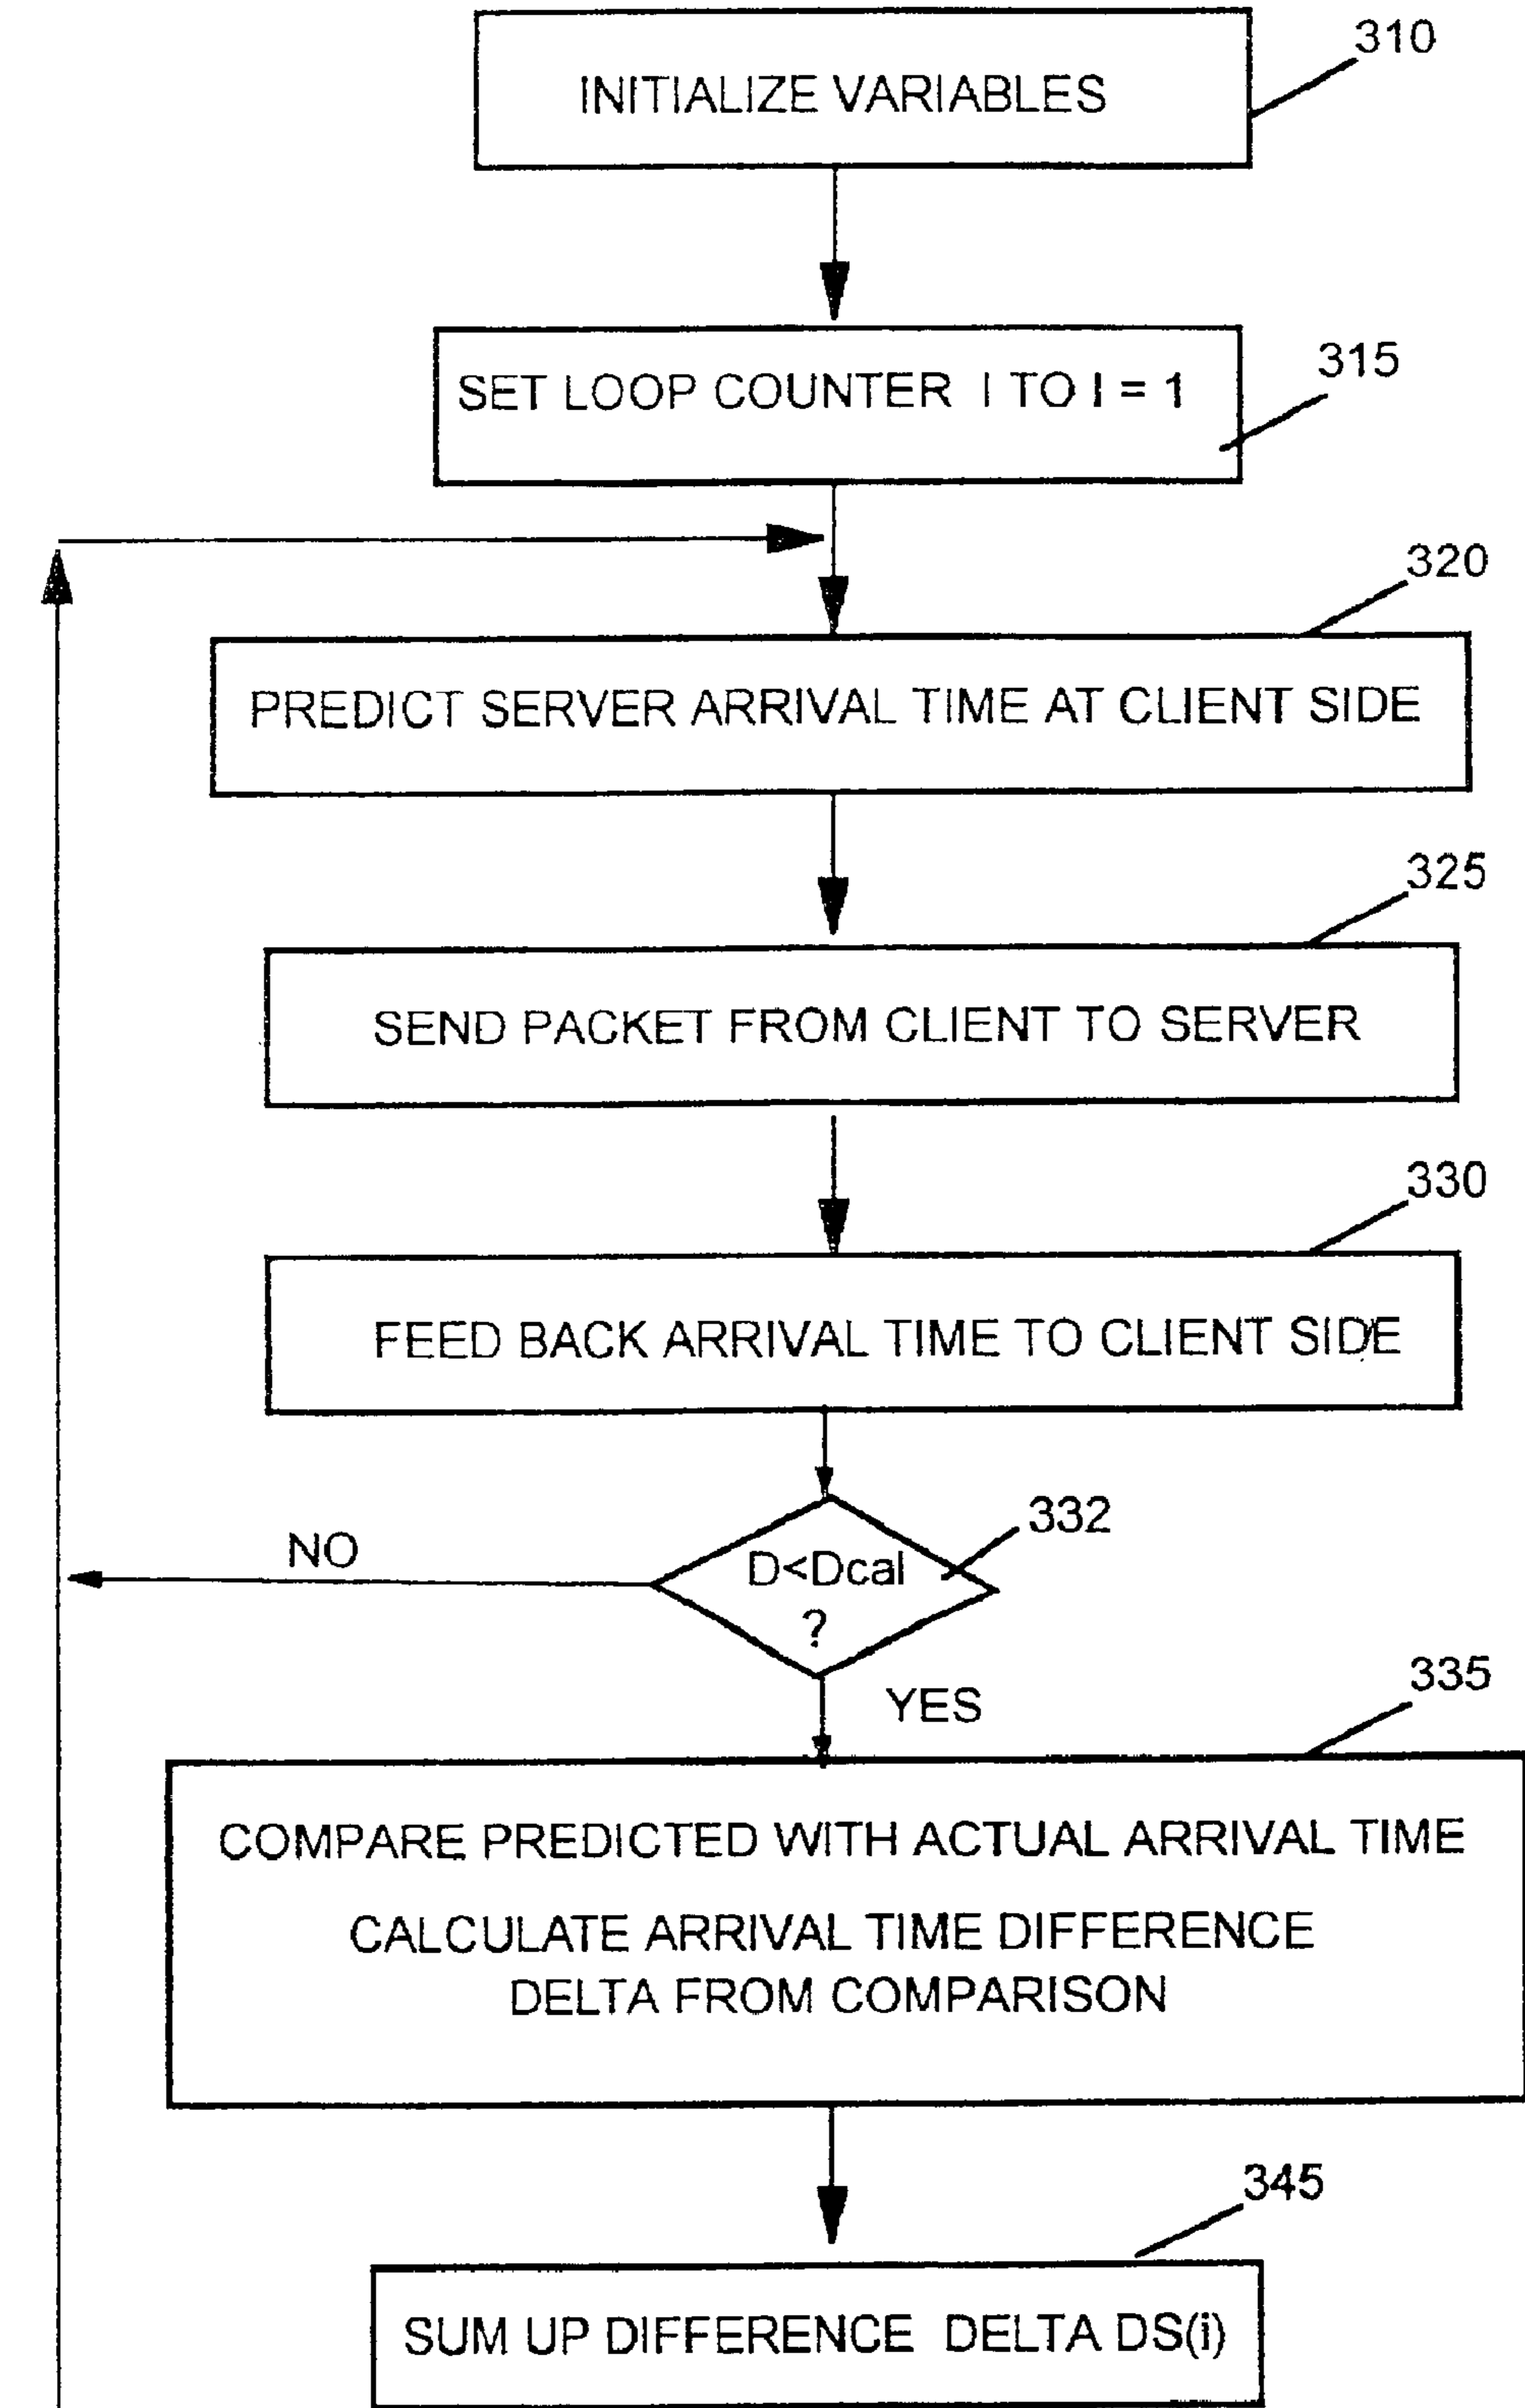 310
INITIALIZE VARIABLES
315
SET LOOP COUNTER I TO I = 1
320
PREDICT SERVER ARRIVAL TIME AT CLIENT SIDE
325
SEND PACKET FROM CLIENT TO SERVER
330
FEED BACK ARRIVAL TIME TO CLIENT SIDE
332
NO
D<Dcal
?
YES
335
COMPARE PREDICTED WITH ACTUAL ARRIVAL TIME
CALCULATE ARRIVAL TIME DIFFERENCE
DELTA FROM COMPARISON
345
SUM UP DIFFERENCE DELTA DS(i)